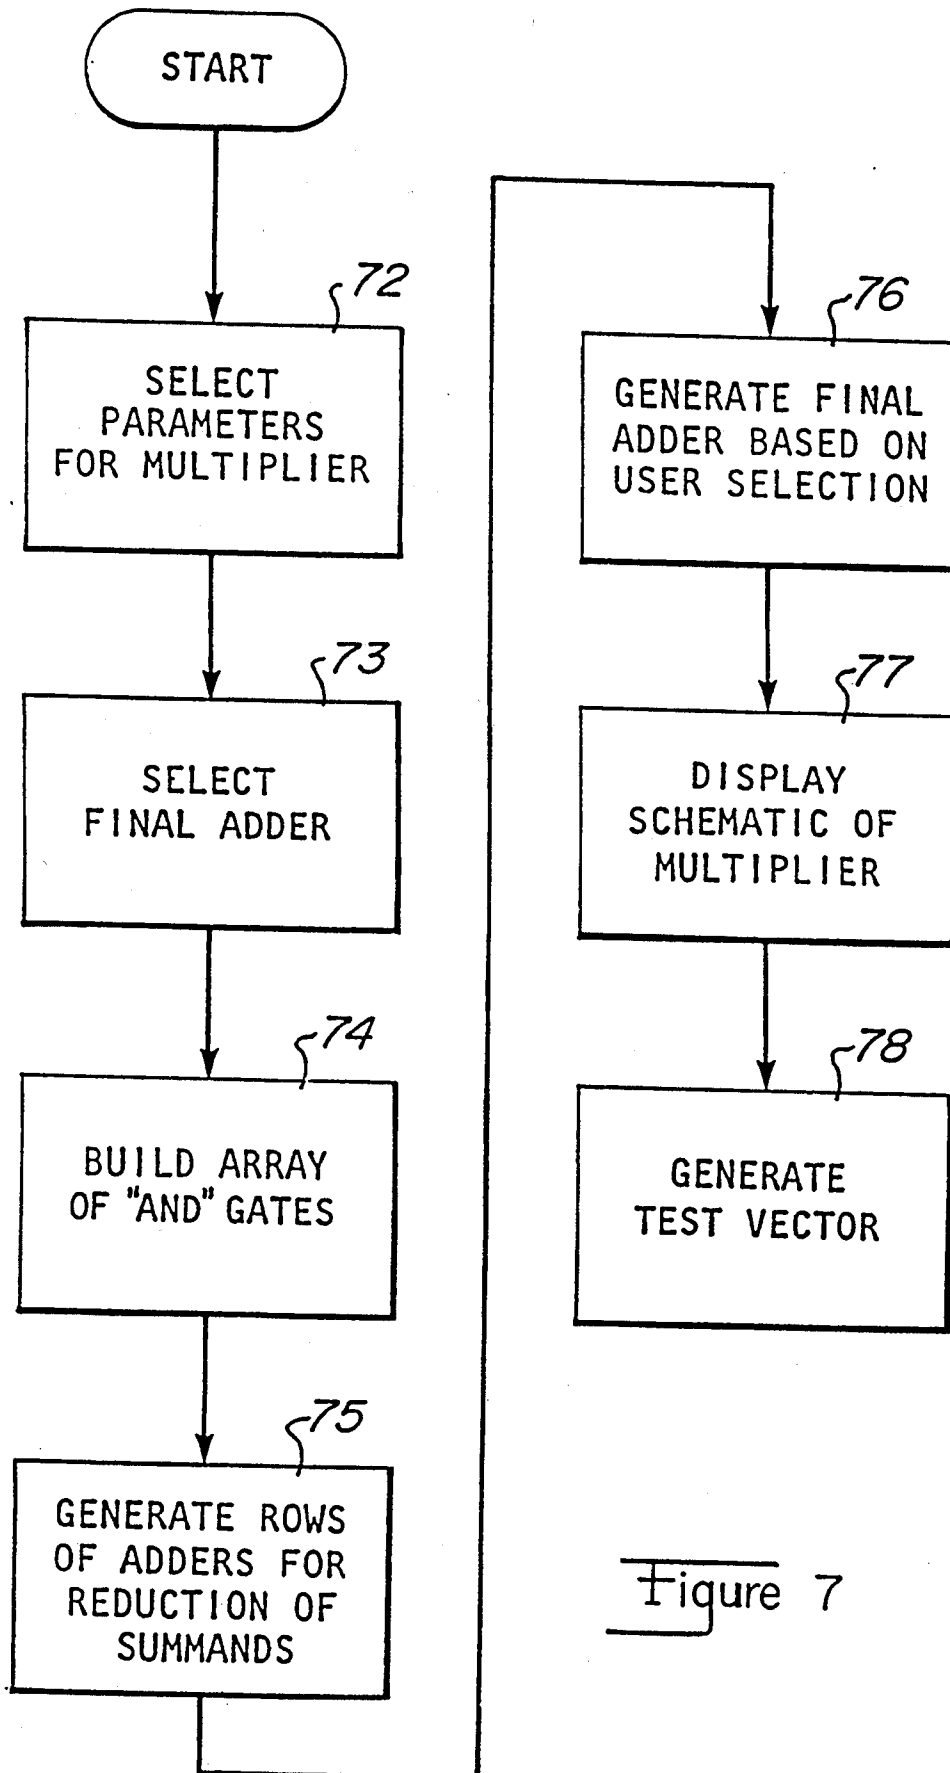 START
72
SELECT
PARAMETERS
FOR MULTIPLIER
73
SELECT
FINAL ADDER
74
BUILD ARRAY
OF "AND" GATES
75
GENERATE ROWS
OF ADDERS FOR
REDUCTION OF
SUMMANDS
76
GENERATE FINAL
ADDER BASED ON
USER SELECTION
77
DISPLAY
SCHEMATIC OF
MULTIPLIER
78
GENERATE
TEST VECTOR
Figure 7